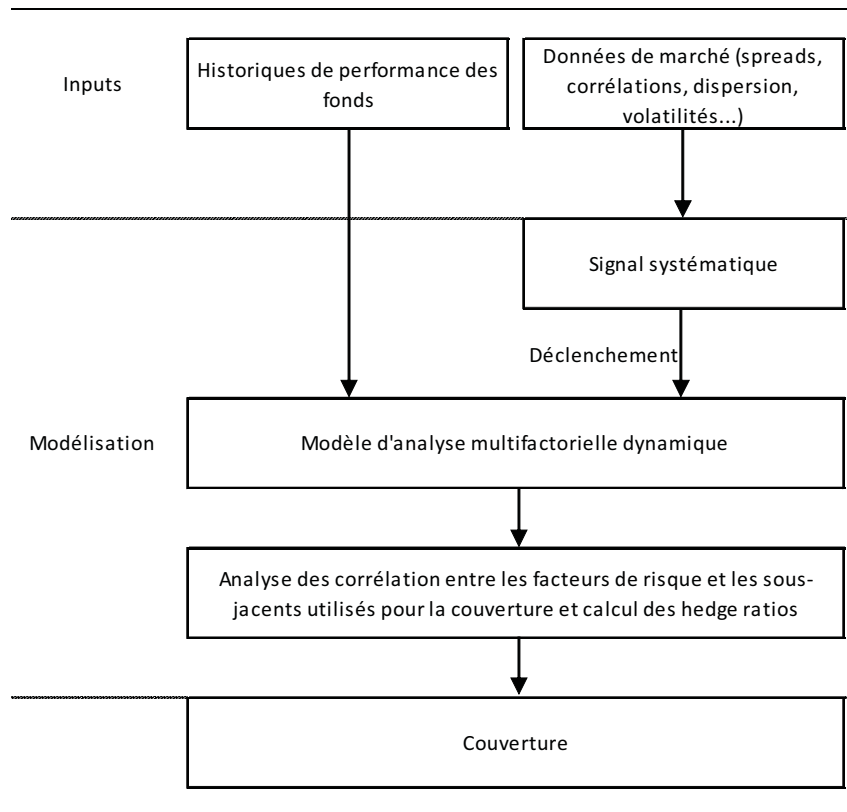 Inputs
Historiques de performance des
fonds
Données de marché (spreads,
corrélations, dispersion,
volatilités...)
Signal systématique
Déclenchement
Modélisation
Modèle d'analyse multifactorielle dynamique
Analyse des corrélation entre les facteurs de risque et les sous-
jacents utilisés pour la couverture et calcul des hedge ratios
Couverture